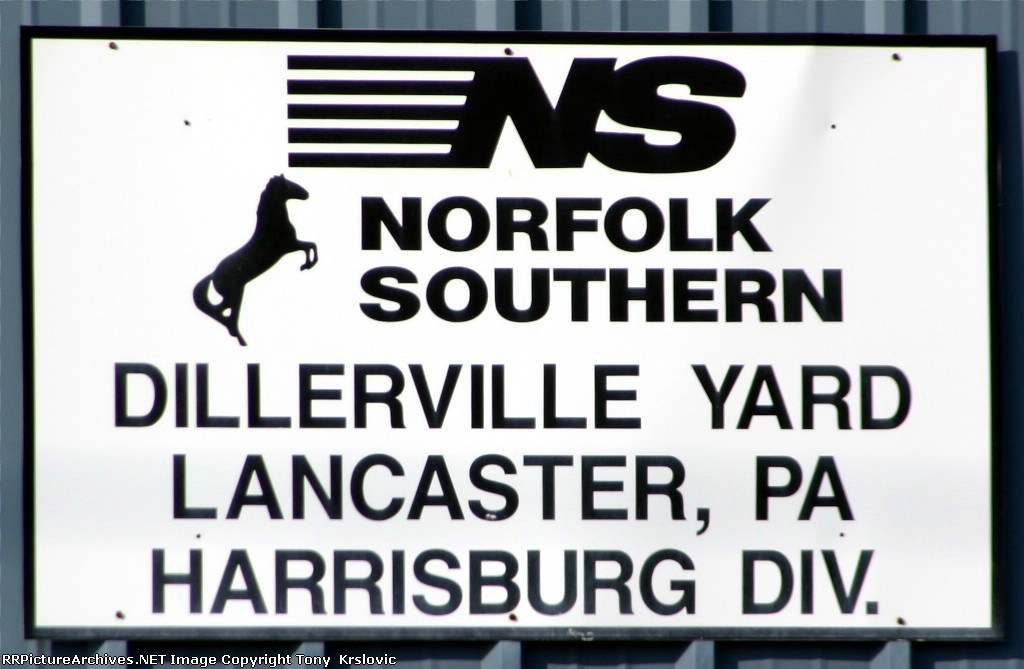 NS
NORFOLK
SOUTHERN
DILLERVILLE YARD
LANCASTER, PA
HARRISBURG DIV.
RRPictureArchives.NET Image Copyright Tony Krslovic